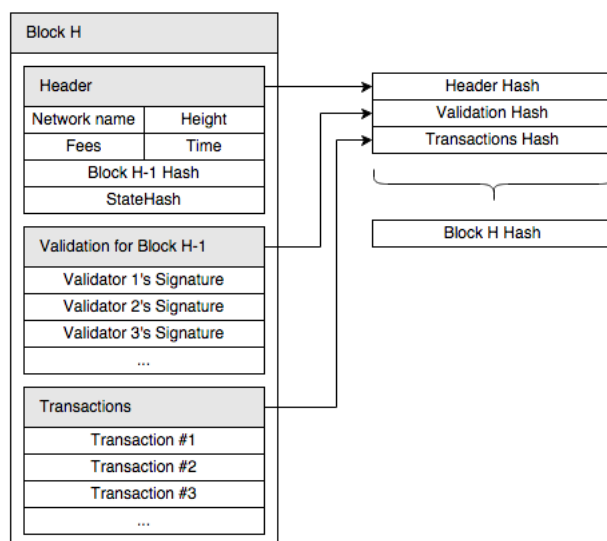 Block H
Header
Network name Height
Fees Time
Block H-1 Hash
StateHash
Validation for Block H-1
Validator 1's Signature
Validator 2's Signature
Validator 3's Signature
...
Transactions
Transaction #1
Transaction #2
Transaction #3
...
Header Hash
Validation Hash
Transactions Hash
Block H Hash